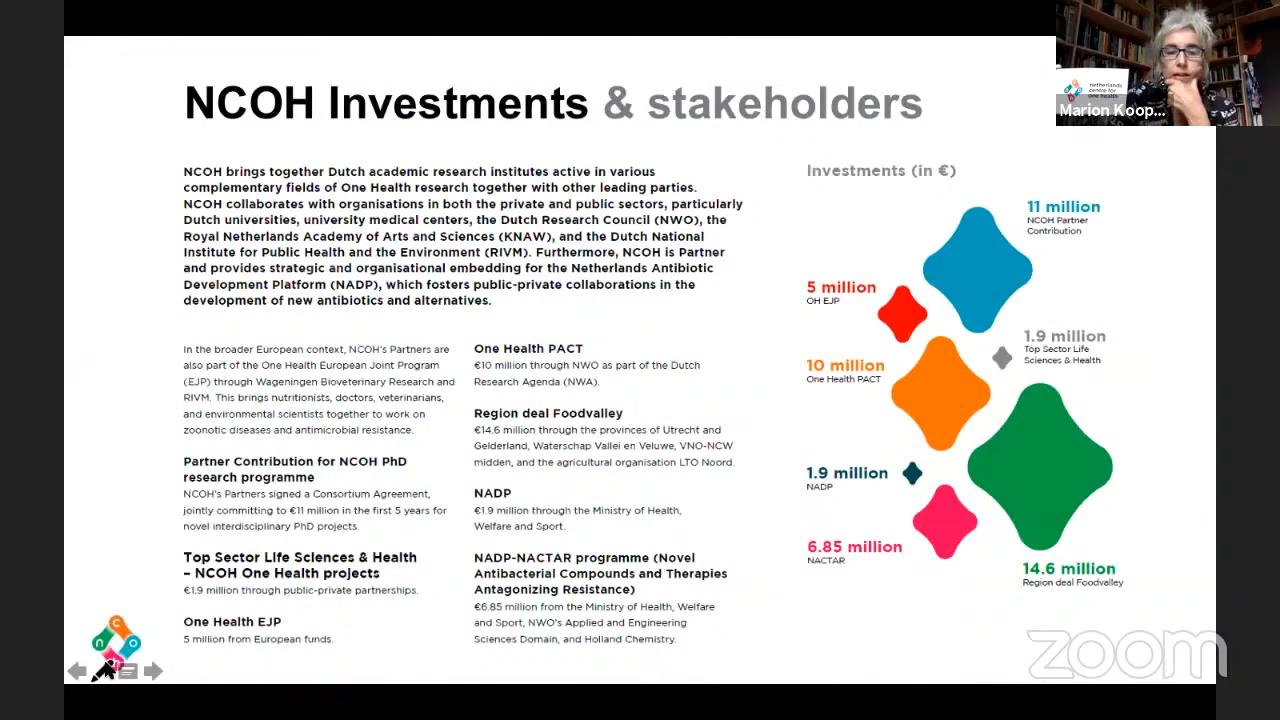 NCOH Investments & stakeholders
NCOH brings together Dutch academic research institutes active in various
complementary fields of One Health research together with other leading parties.
NCOH collaborates with organisations in both the private and public sectors, particularly
Dutch universities, university medical centers, the Dutch Research Council (NWO), the
Royal Netherlands Academy of Arts and Sciences (KNAW), and the Dutch National
Institute for Public Health and the Environment (RIVM). Furthermore, NCOH is Partner
and provides strategic and organisational embedding for the Netherlands Antibiotic
Development Platform (NADP), which fosters public-private collaborations in the
development of new antibiotics and alternatives.
In the broader European context, NCOH's Partners are
also part of the One Health European Joint Program
(EJP) through Wageningen Bioveterinary Research and
RIVM. This brings nutritionists, doctors, veterinarians,
and environmental scientists together to work on
zoonotic diseases and antimicrobial resistance.
Partner Contribution for NCOH PhD
research programme
NCOH's Partners signed a Consortium Agreement,
jointly committing to €11 million in the first 5 years for
novel interdisciplinary PhD projects.
Top Sector Life Sciences & Health
– NCOH One Health projects
€1.9 million through public-private partnerships.
One Health EJP
5 million from European funds.
One Health PACT
€10 million through NWO as part of the Dutch
Research Agenda (NWA).
Region deal Foodvalley
€14.6 million through the provinces of Utrecht and
Gelderland, Waterschap Vallei en Veluwe, VNO-NCW
midden, and the agricultural organisation LTO Noord.
NADP
€1.9 million through the Ministry of Health,
Welfare and Sport.
NADP-NACTAR programme (Novel
Antibacterial Compounds and Therapies
Antagonizing Resistance)
€6.85 million from the Ministry of Health, Welfare
and Sport, NWO's Applied and Engineering
Sciences Domain, and Holland Chemistry.
Investments (in €)
11 million
NCOH Partner
Contribution
5 million
OH EJP
1.9 million
Top Sector Life
Sciences & Health
10 million
One Health PACT
1.9 million
NADP
6.85 million
NACTAR
14.6 million
Region deal Foodvalley
netherlands
centre for
one health
Marion Koop...
n C O
zoom